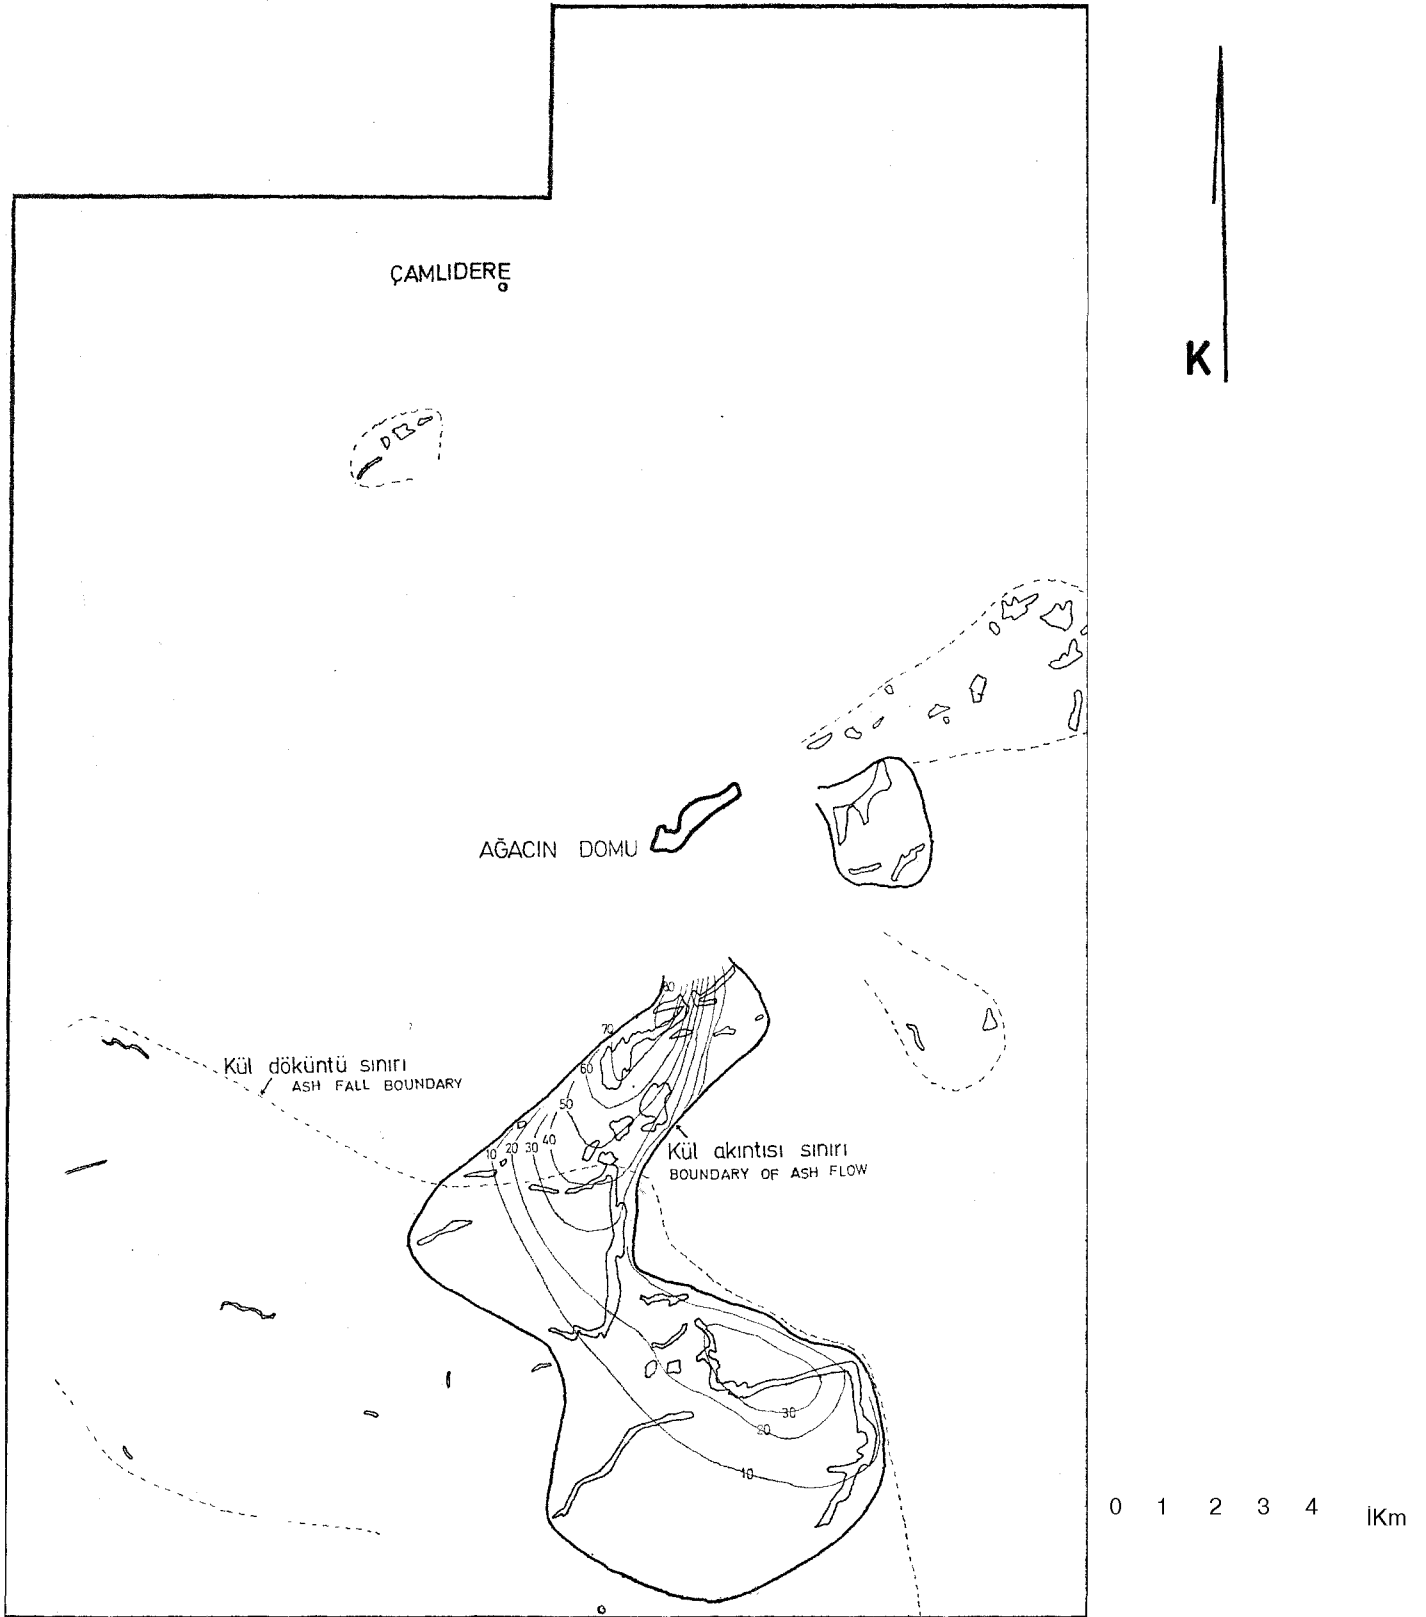 ÇAMLIDERE
K
AĞACIN DOMU
80
70
60
50
40
30
20
10
Kül döküntü sınırı
ASH FALL BOUNDARY
Kül akıntısı sınırı
BOUNDARY OF ASH FLOW
30
20
10
0 1 2 3 4 İKm